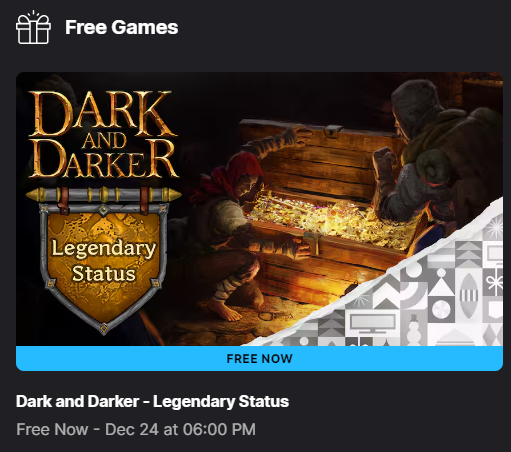 Free Games
DARK
AND
DARKER
Legendary
Status
FREE NOW
Dark and Darker - Legendary Status
Free Now - Dec 24 at 06:00 PM